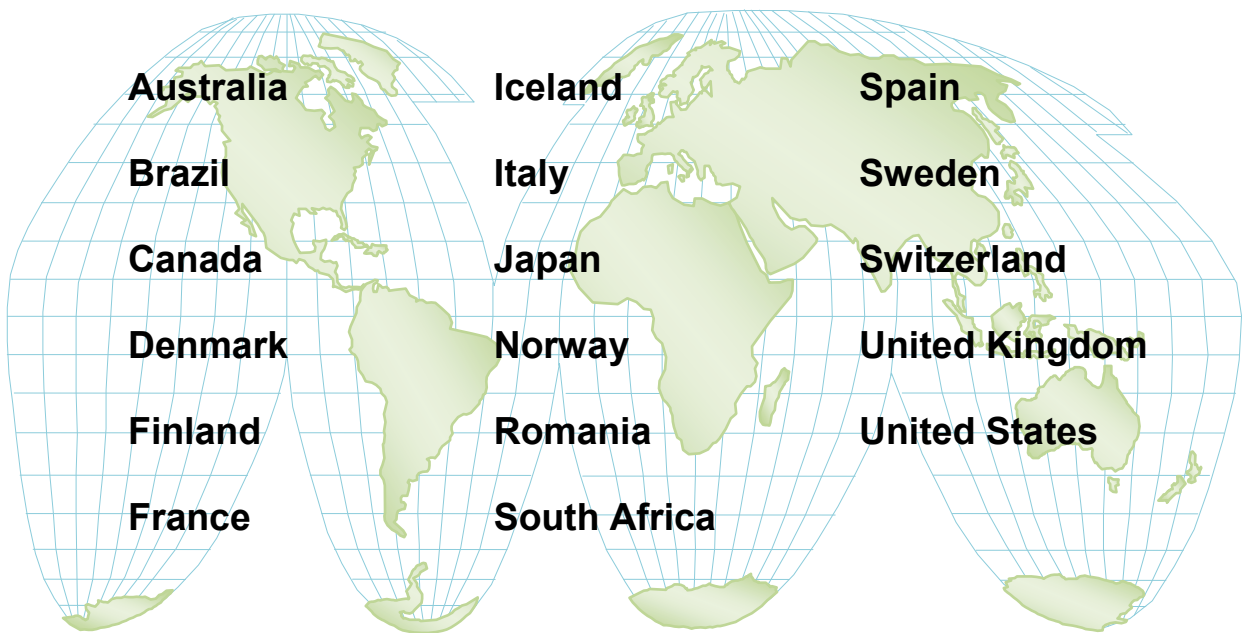 Australia
Brazil
Canada
Denmark
Finland
France
Iceland
Italy
Japan
Norway
Romania
South Africa
Spain
Sweden
Switzerland
United Kingdom
United States